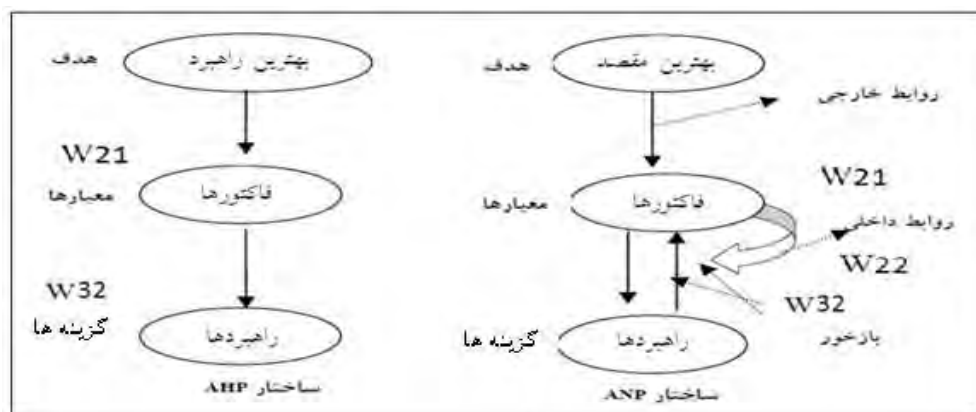 بهترین مقصد
هدف
روابط خارجی
W21
فاکتورها
معیارها
روابط داخلی
W22
W32
بازخور
راهبردها
گزینه ها
ساختار ANP
بهترین راهبرد
هدف
W21
فاکتورها
معیارها
W32
راهبردها
گزینه ها
ساختار AHP